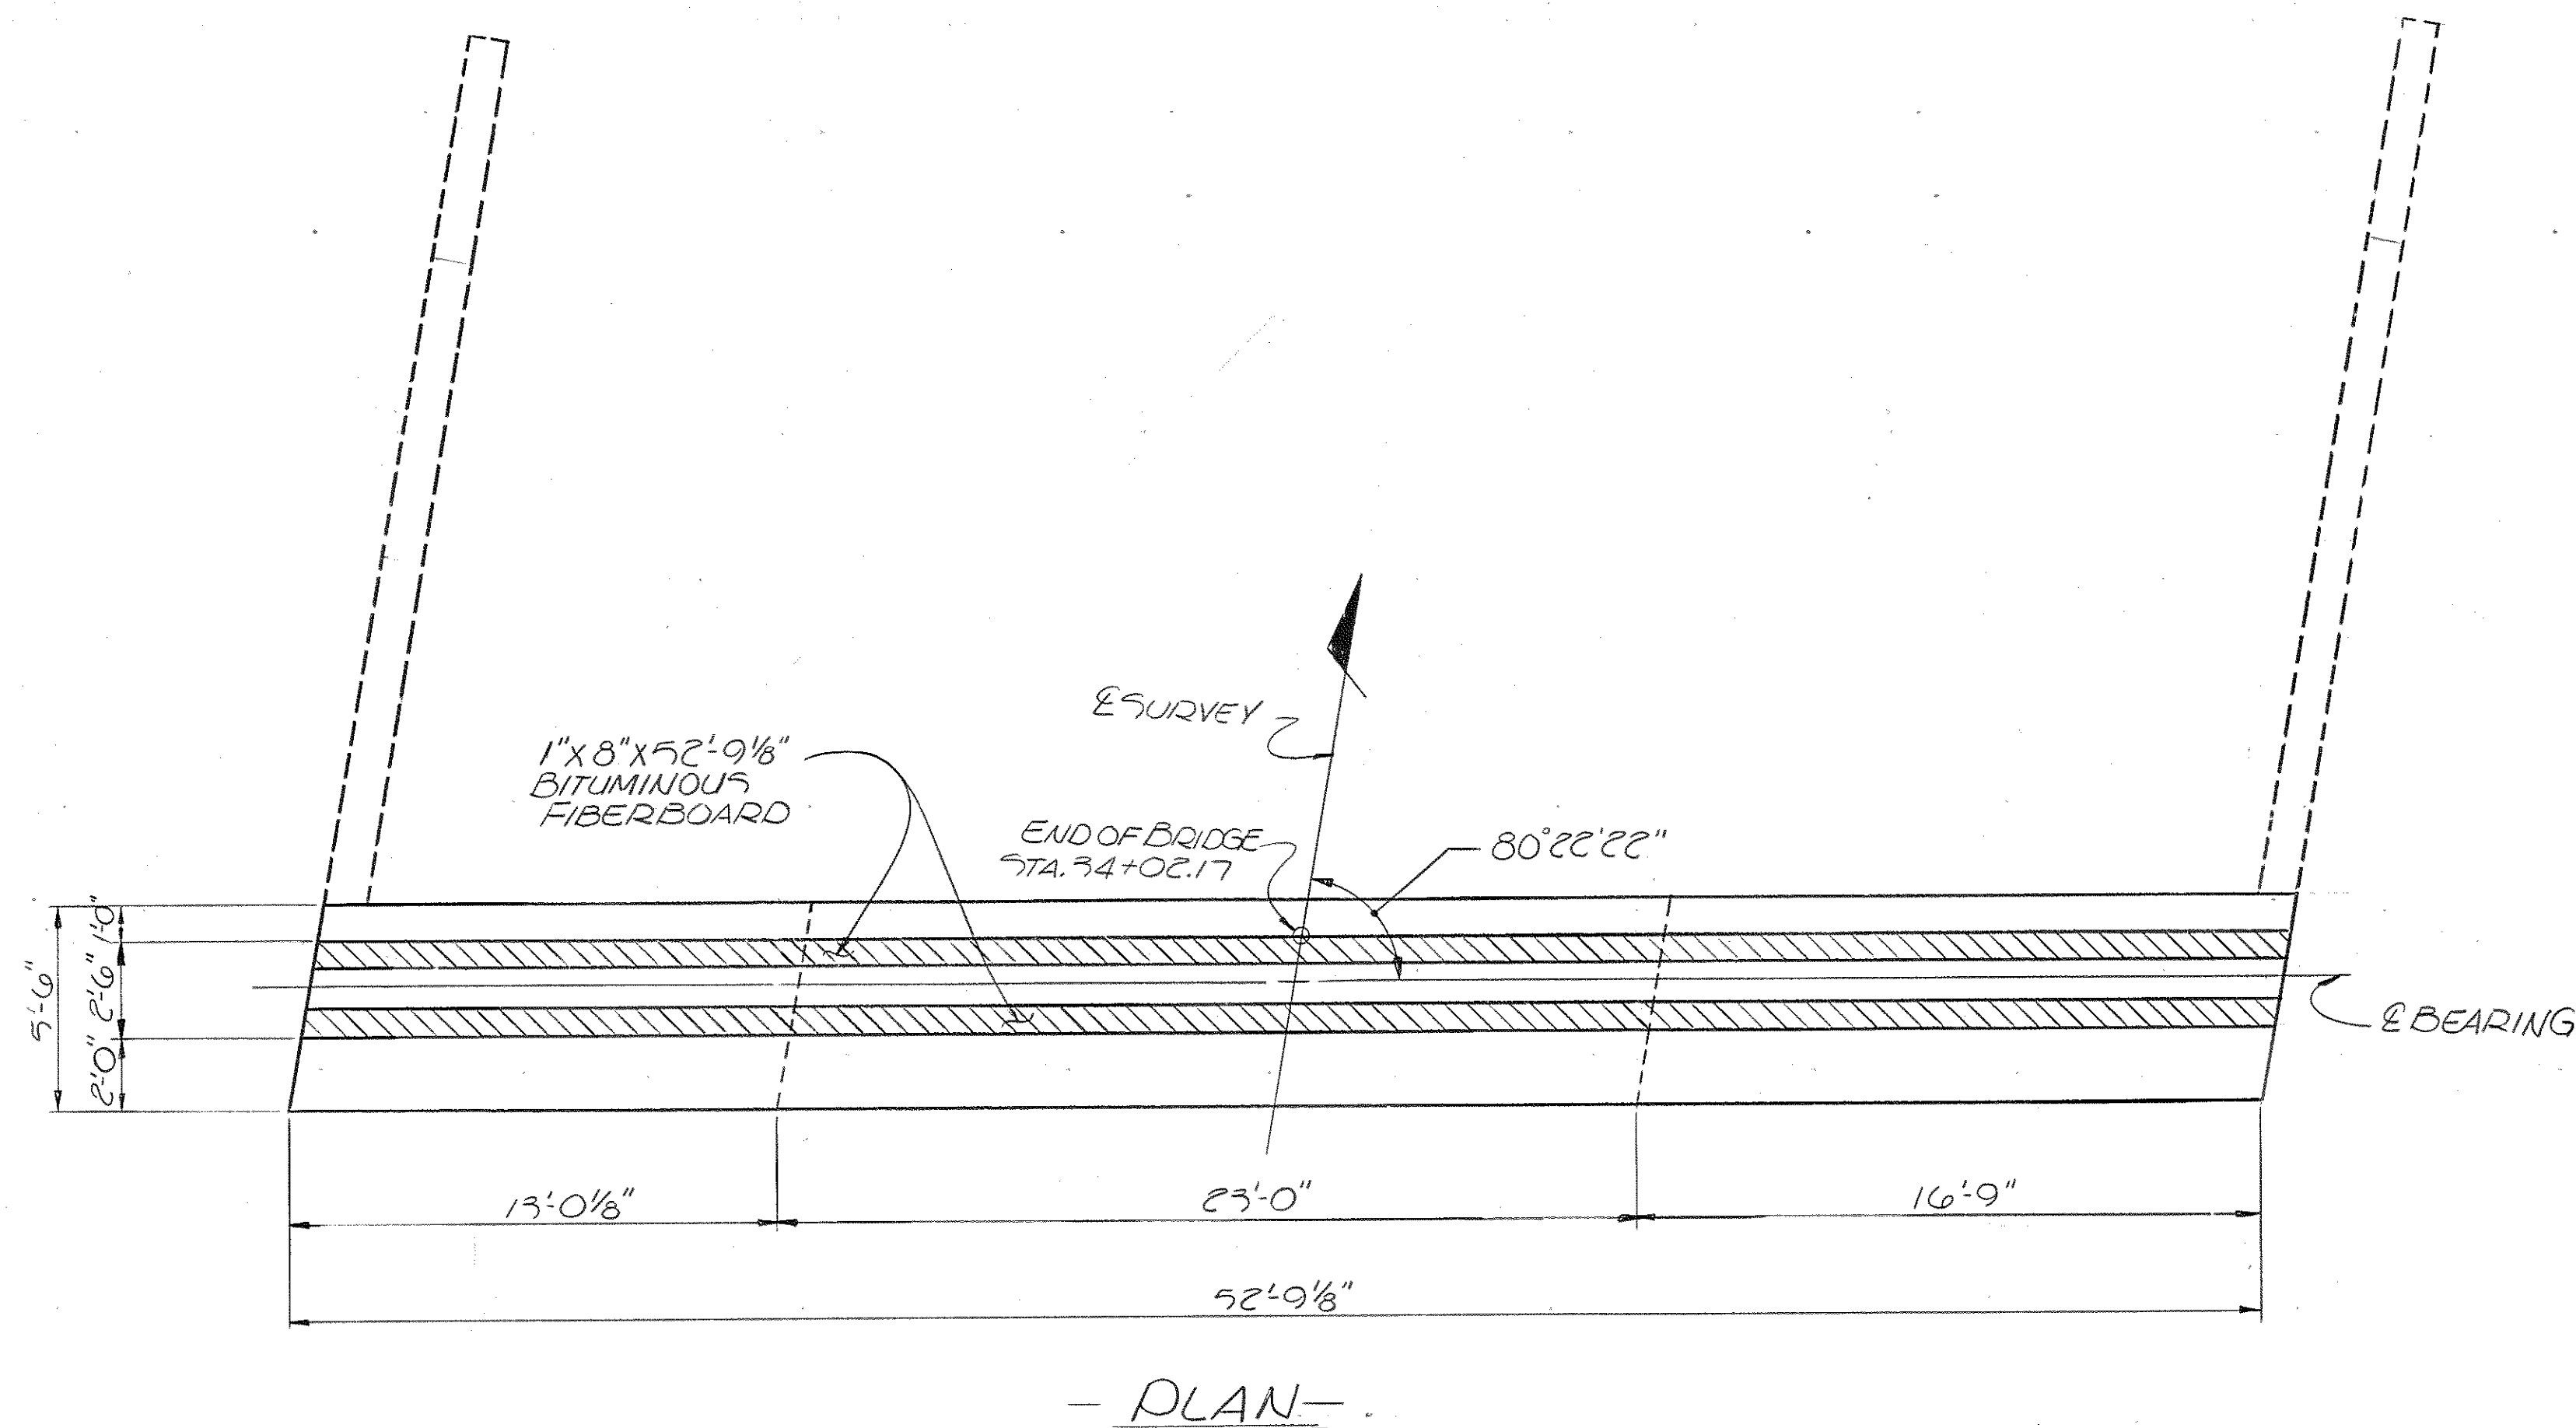 ℄ SURVEY
1"X8"X52'-9⅛"
BITUMINOUS
FIBERBOARD
END OF BRIDGE
STA. 34+02.17
80°22'22"
1'-0"
2'-6"
5'-6"
2'-0"
℄ BEARING
13'-0⅛"
23'-0"
16'-9"
52'-9⅛"
- PLAN -